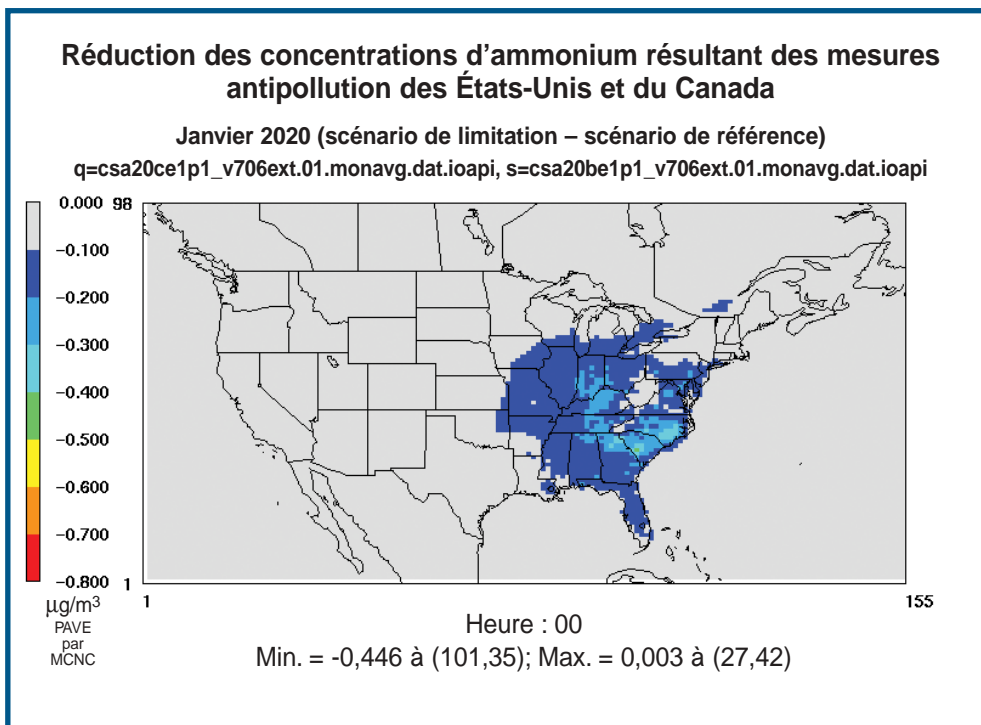 Réduction des concentrations d'ammonium résultant des mesures
antipollution des États-Unis et du Canada
Janvier 2020 (scénario de limitation – scénario de référence)
q=csa20ce1p1_v706ext.01.monavg.dat.ioapi, s=csa20be1p1_v706ext.01.monavg.dat.ioapi
0.000
−0.100
−0.200
−0.300
−0.400
−0.500
−0.600
−0.700
−0.800
µg/m³
PAVE
par
MCNC
98
1
1
155
Heure : 00
Min. = -0,446 à (101,35); Max. = 0,003 à (27,42)